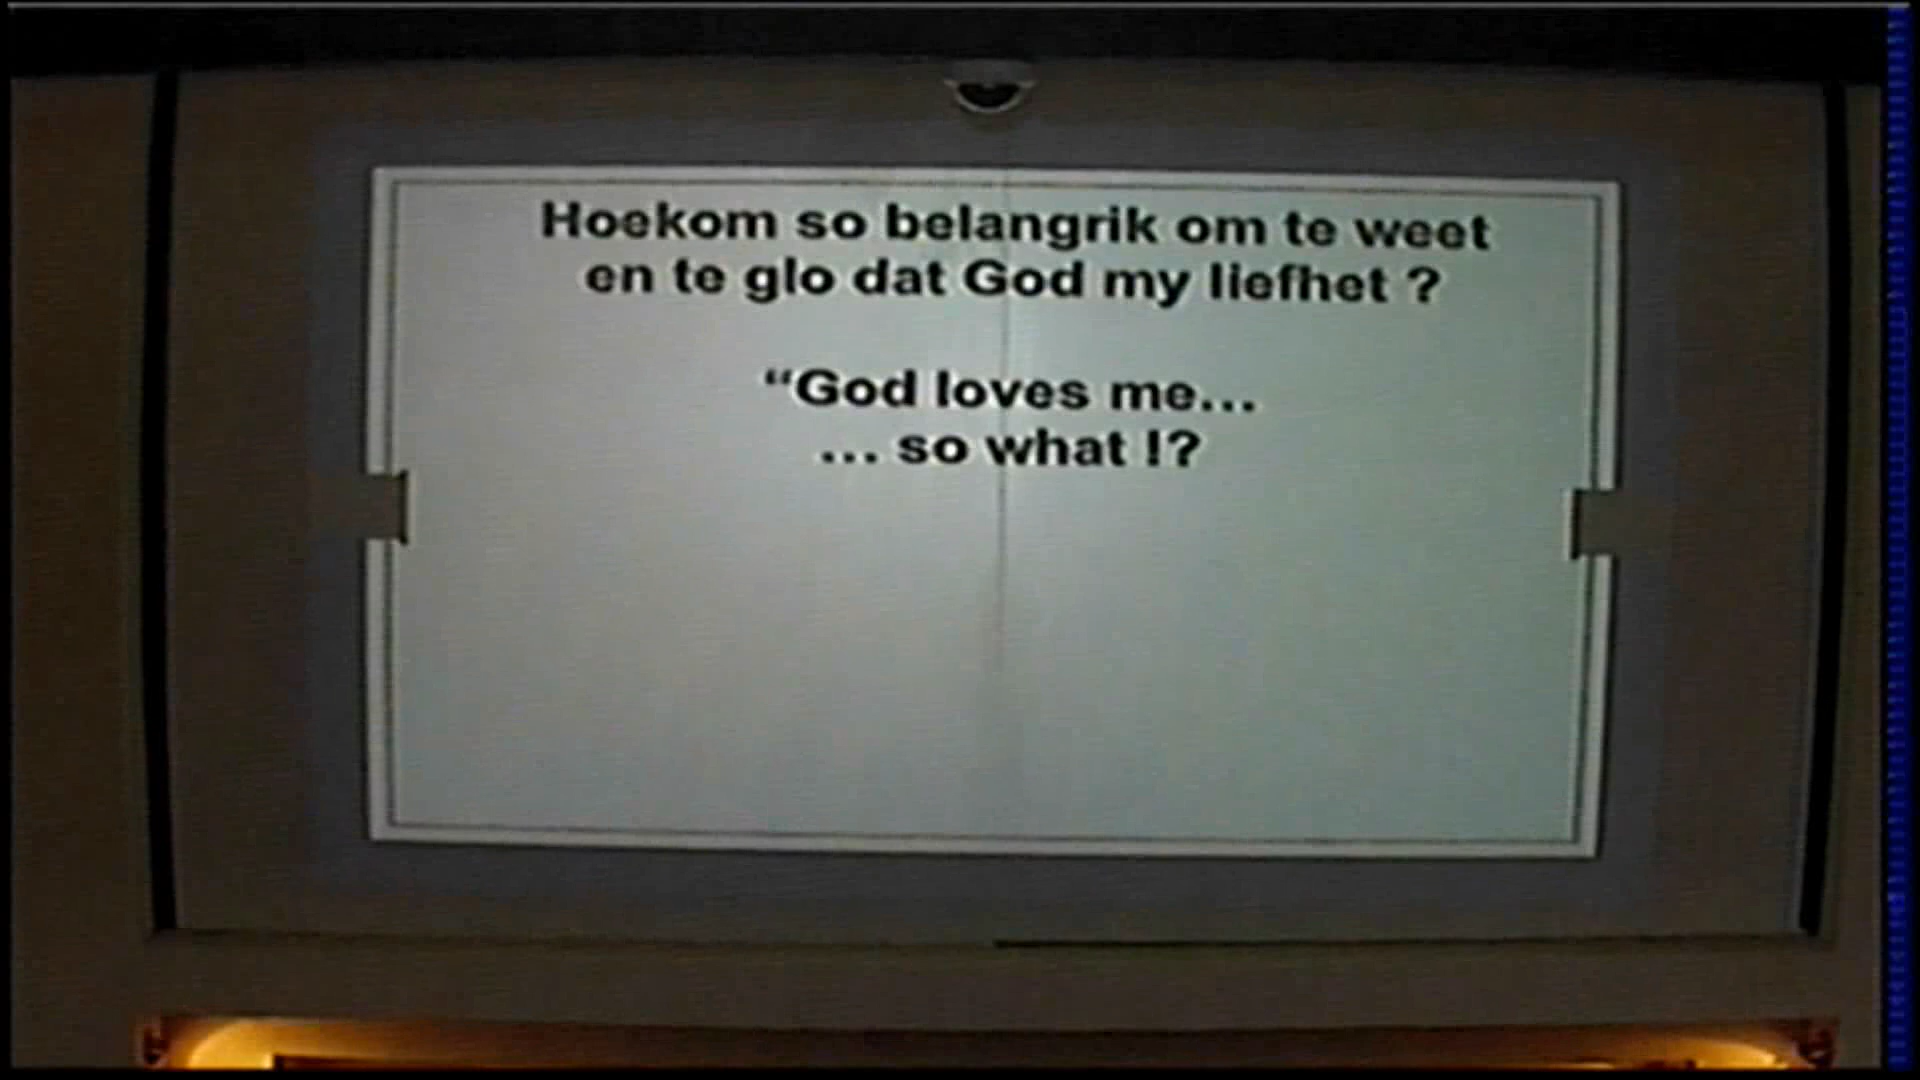 Hoekom so belangrik om te weet
en te glo dat God my liefhet ?
“God loves me...
... so what !?